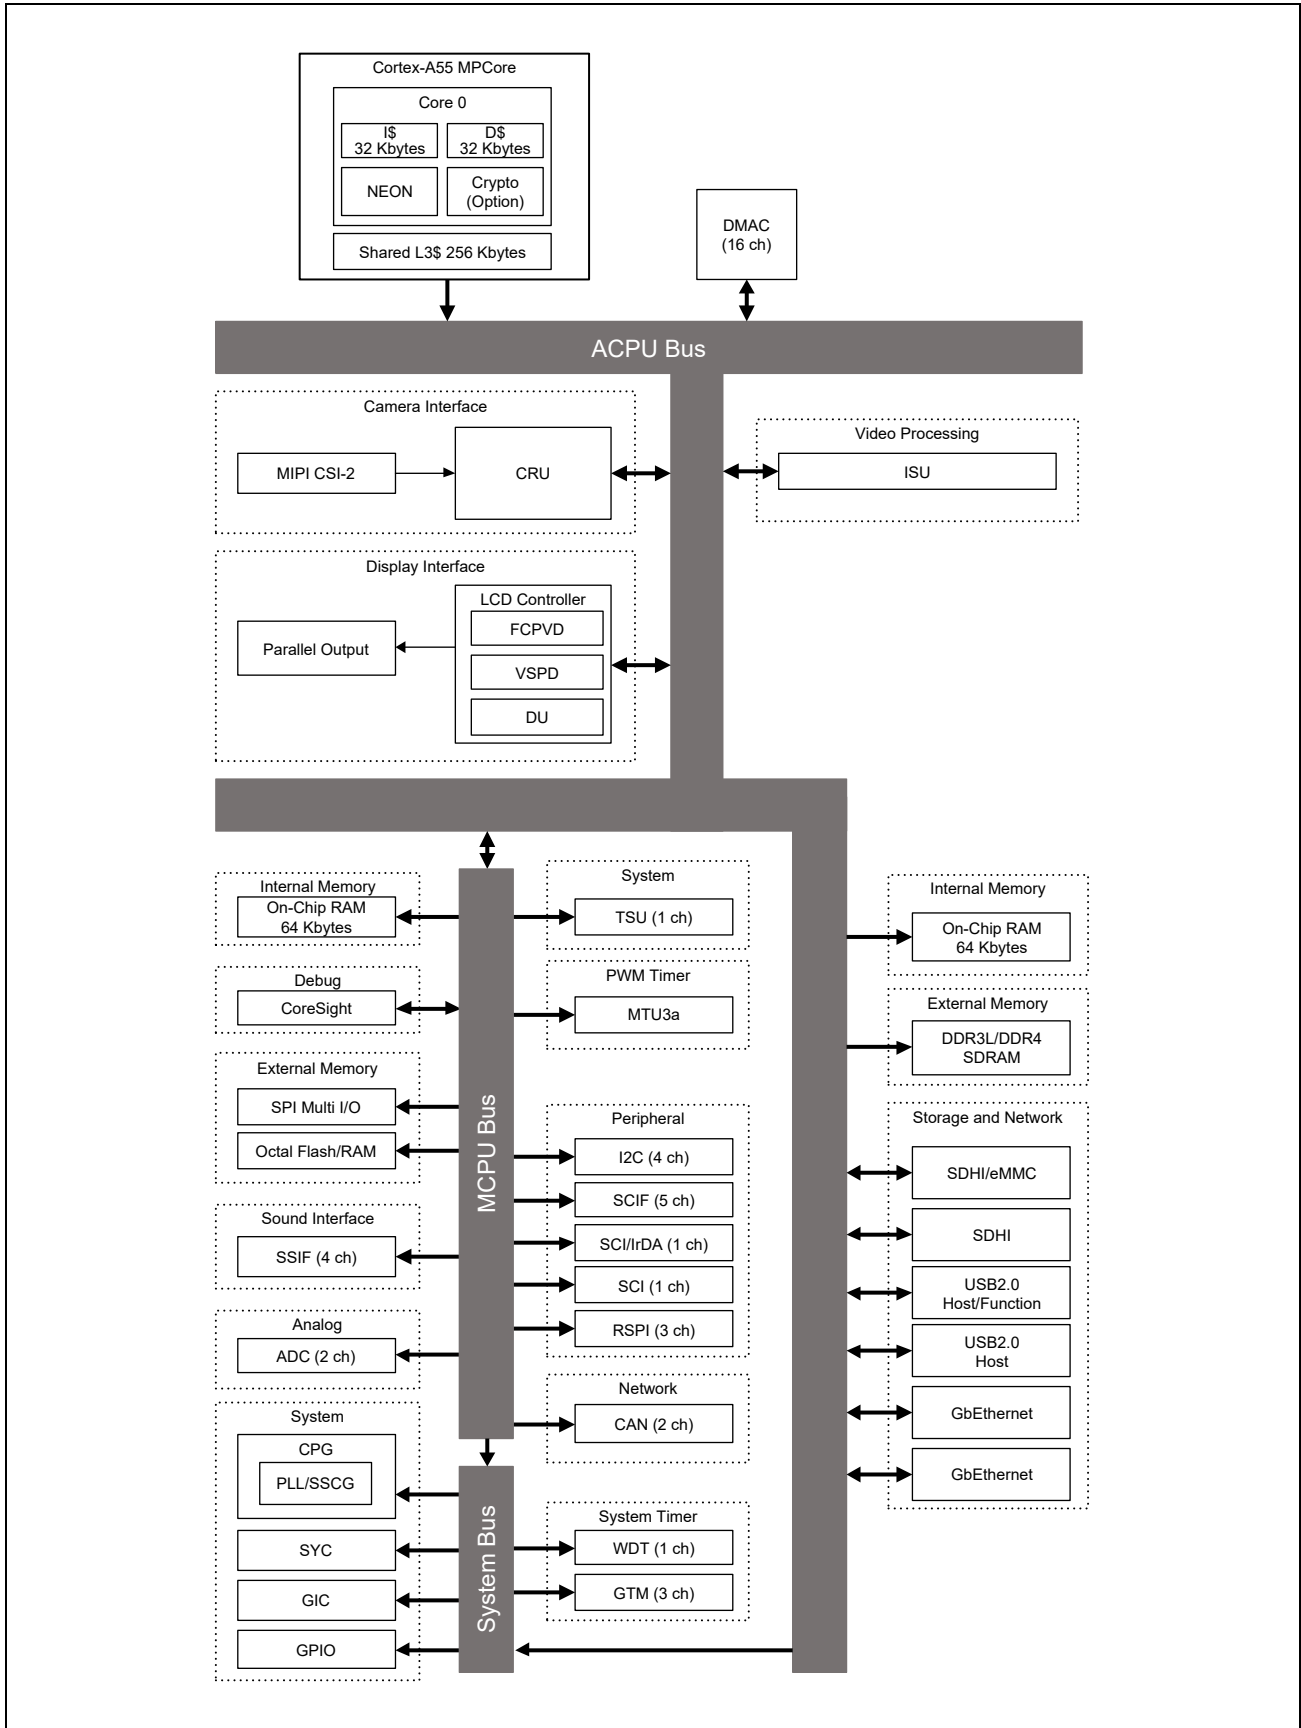 Cortex-A55 MPCore
Core 0
I$
32 Kbytes
D$
32 Kbytes
NEON
Crypto
(Option)
Shared L3$ 256 Kbytes
DMAC
(16 ch)
ACPU Bus
Camera Interface
MIPI CSI-2
CRU
Video Processing
ISU
Display Interface
LCD Controller
FCPVD
Parallel Output
VSPD
DU
Internal Memory
On-Chip RAM
64 Kbytes
Debug
CoreSight
External Memory
SPI Multi I/O
Octal Flash/RAM
Sound Interface
SSIF (4 ch)
Analog
ADC (2 ch)
System
CPG
PLL/SSCG
SYC
GIC
GPIO
MCPU Bus
System Bus
System
TSU (1 ch)
PWM Timer
MTU3a
Peripheral
I2C (4 ch)
SCIF (5 ch)
SCI/IrDA (1 ch)
SCI (1 ch)
RSPI (3 ch)
Network
CAN (2 ch)
System Timer
WDT (1 ch)
GTM (3 ch)
Internal Memory
On-Chip RAM
64 Kbytes
External Memory
DDR3L/DDR4
SDRAM
Storage and Network
SDHI/eMMC
SDHI
USB2.0
Host/Function
USB2.0
Host
GbEthernet
GbEthernet